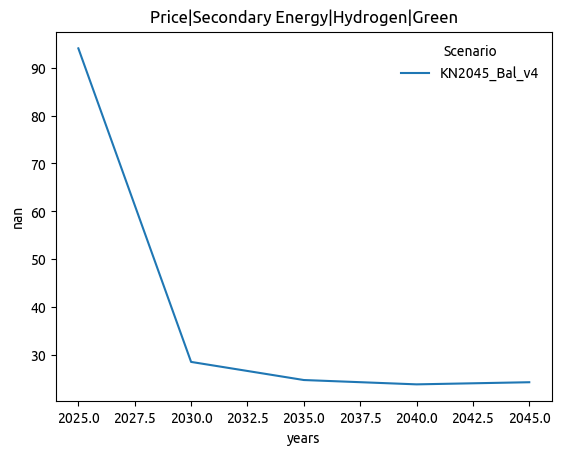 Price|Secondary Energy|Hydrogen|Green
Scenario
KN2045_Bal_v4
90
80
70
60
50
40
30
nan
2025.0 2027.5 2030.0 2032.5 2035.0 2037.5 2040.0 2042.5 2045.0
years